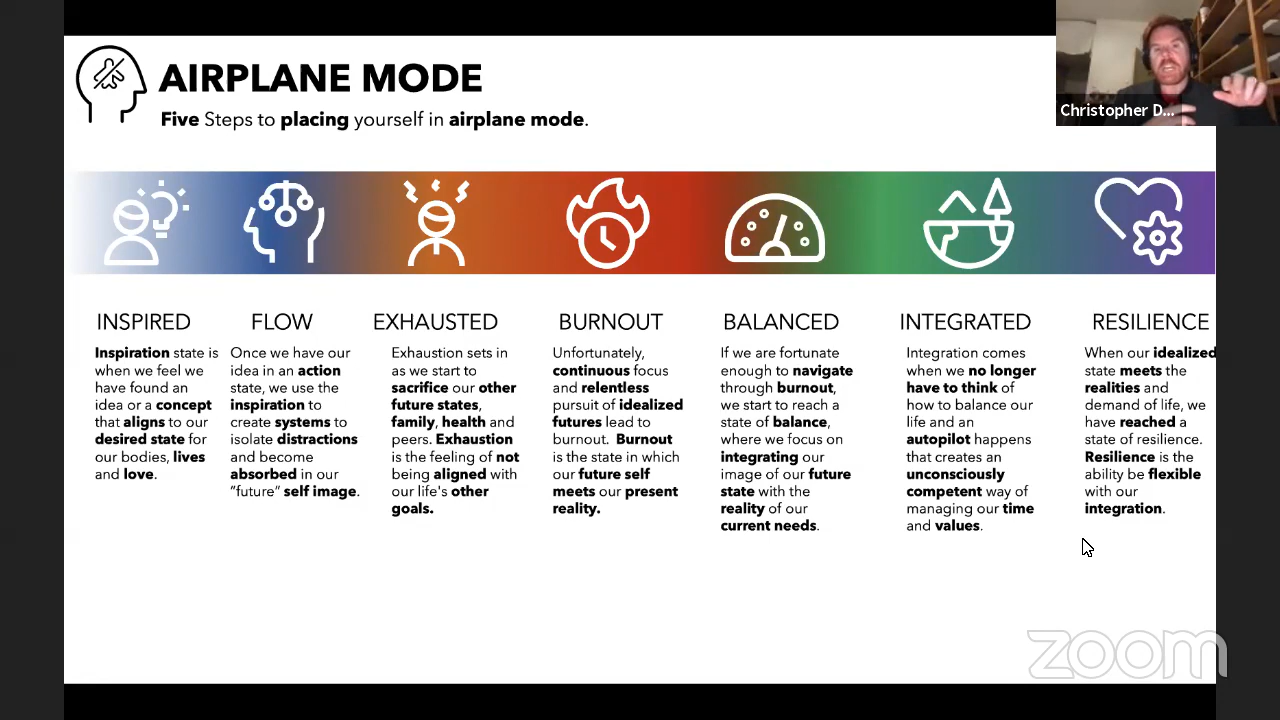 AIRPLANE MODE
Five Steps to placing yourself in airplane mode.
Christopher D...
INSPIRED
Inspiration state is
when we feel we
have found an
idea or a concept
that aligns to our
desired state for
our bodies, lives
and love.
FLOW
Once we have our
idea in an action
state, we use the
inspiration to
create systems to
isolate distractions
and become
absorbed in our
“future” self image.
EXHAUSTED
Exhaustion sets in
as we start to
sacrifice our other
future states,
family, health and
peers. Exhaustion
is the feeling of not
being aligned with
our life's other
goals.
BURNOUT
Unfortunately,
continuous focus
and relentless
pursuit of idealized
futures lead to
burnout. Burnout
is the state in which
our future self
meets our present
reality.
BALANCED
If we are fortunate
enough to navigate
through burnout,
we start to reach a
state of balance,
where we focus on
integrating our
image of our future
state with the
reality of our
current needs.
INTEGRATED
Integration comes
when we no longer
have to think of
how to balance our
life and an
autopilot happens
that creates an
unconsciously
competent way of
managing our time
and values.
RESILIENCE
When our idealized
state meets the
realities and
demand of life, we
have reached a
state of resilience.
Resilience is the
ability be flexible
with our
integration.
zoom